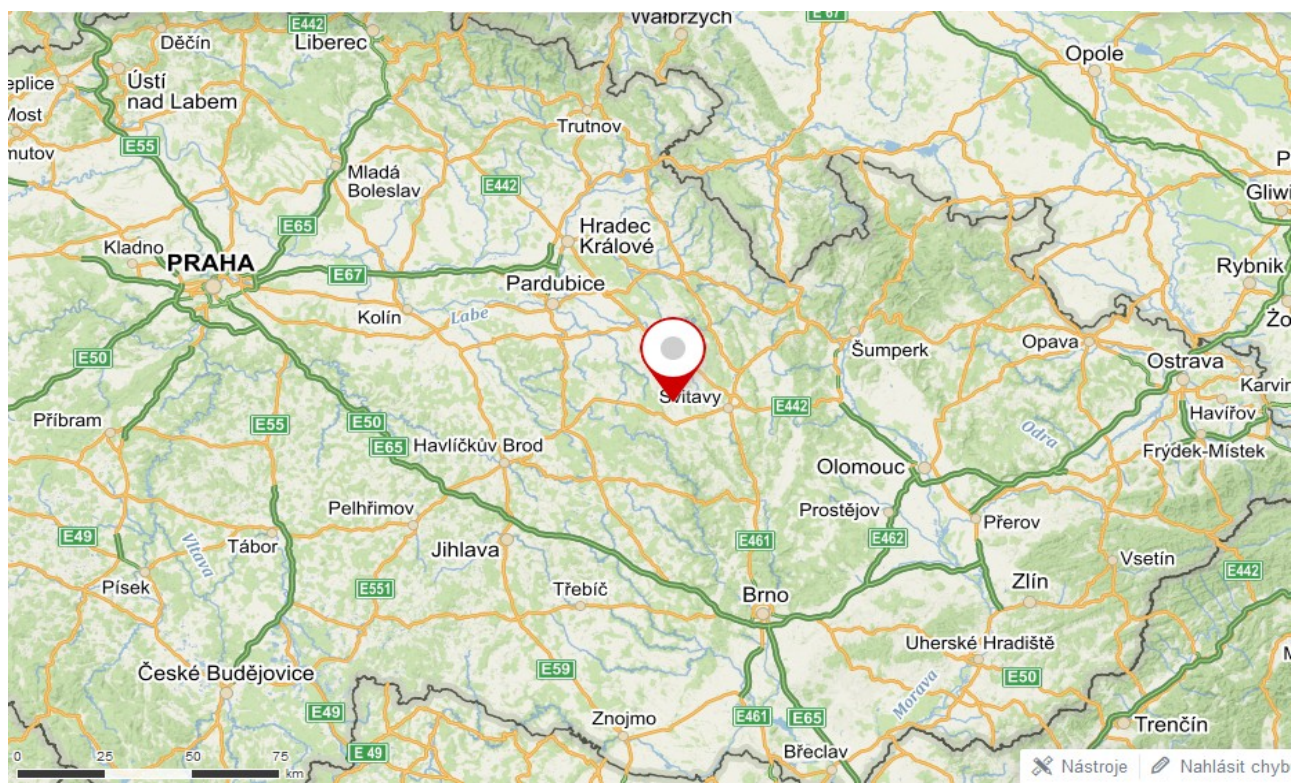 Wałbrzych
E 67
E442
Děčín
Liberec
Opole
eplice
Ústí
nad Labem
Most
Trutnov
mutov
E55
Mladá
Boleslav
E442
Gliwi
E65
Hradec
Králové
Kladno
PRAHA
E67
Rybnik
Pardubice
Kolín
Labe
Žo
Šumperk
Opava
E50
Ostrava
Karvin
Svitavy
E442
Havířov
Příbram
E55
E50
E65
Havlíčkův Brod
Odra
Frýdek-Místek
Olomouc
Pelhřimov
Prostějov
Přerov
E49
Vltava
Tábor
Jihlava
E461
E462
Vsetín
Písek
E551
Třebíč
Brno
Zlín
E442
Uherské Hradiště
České Budějovice
E59
E50
Morava
E49
Znojmo
E461
E65
Trenčín
E 49
Břeclav
0 25 50 75
km
Nástroje
Nahlásit chyb